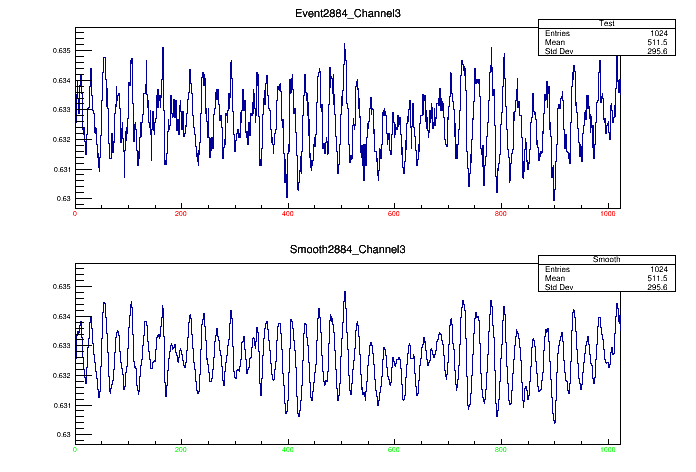 Event2884_Channel3
Test
Entries 1024
Mean 511.5
Std Dev 295.6
0.635
0.634
0.633
0.632
0.631
0.63
0 200 400 600 800 1000
Smooth2884_Channel3
Smooth
Entries 1024
Mean 511.5
Std Dev 295.6
0.635
0.634
0.633
0.632
0.631
0.63
0 200 400 600 800 1000